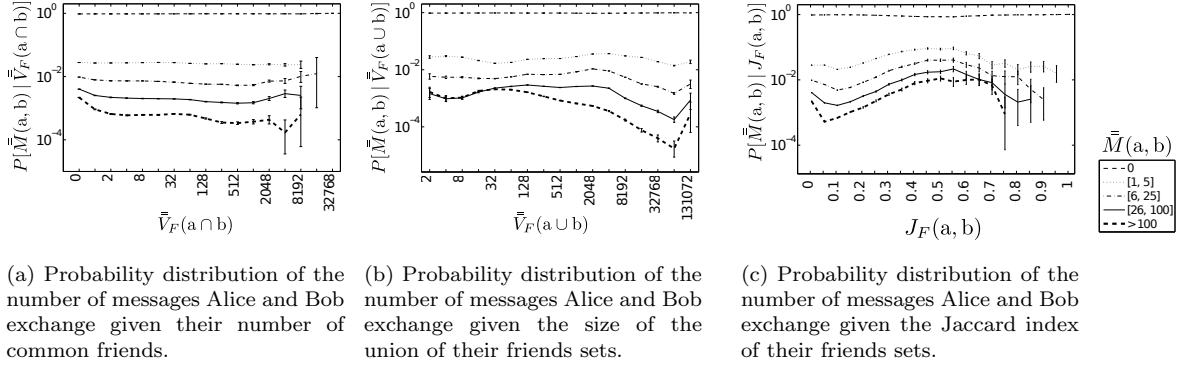 P[M̿(a, b) | V̿_F(a ∩ b)]
10^0
10^−2
10^−4
0
2
8
32
128
512
2048
8192
32768
V̿_F(a ∩ b)
P[M̿(a, b) | V̿_F(a ∪ b)]
10^0
10^−2
10^−4
2
8
32
128
512
2048
8192
32768
131072
V̿_F(a ∪ b)
P[M̿(a, b) | J_F(a, b)]
10^0
10^−2
10^−4
0
0.1
0.2
0.3
0.4
0.5
0.6
0.7
0.8
0.9
1
J_F(a, b)
M̿(a, b)
0
[1, 5]
[6, 25]
[26, 100]
>100
(a) Probability distribution of the
number of messages Alice and Bob
exchange given their number of
common friends.
(b) Probability distribution of the
number of messages Alice and Bob
exchange given the size of the
union of their friends sets.
(c) Probability distribution of the
number of messages Alice and Bob
exchange given the Jaccard index
of their friends sets.